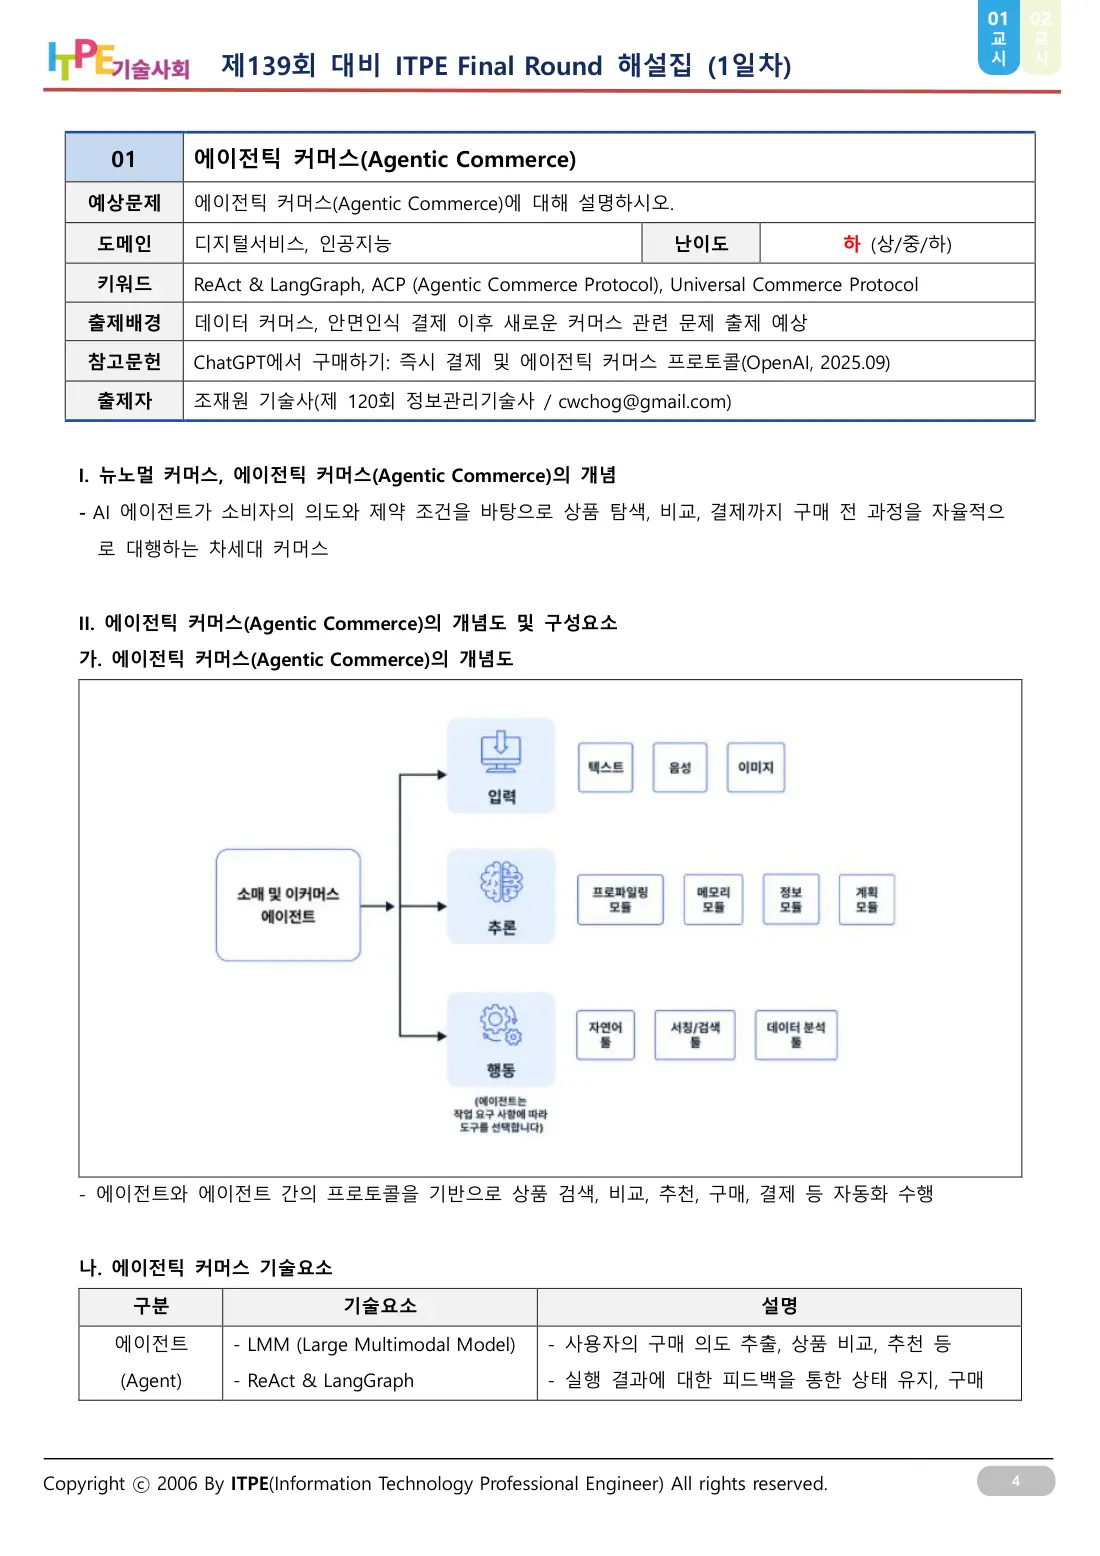 ITPE기술사회 제139회 대비 ITPE Final Round 해설집 (1일차)
01
교
시
02
교
시
01 에이전틱 커머스(Agentic Commerce)
예상문제 에이전틱 커머스(Agentic Commerce)에 대해 설명하시오.
도메인 디지털서비스, 인공지능 난이도 하 (상/중/하)
키워드 ReAct & LangGraph, ACP (Agentic Commerce Protocol), Universal Commerce Protocol
출제배경 데이터 커머스, 안면인식 결제 이후 새로운 커머스 관련 문제 출제 예상
참고문헌 ChatGPT에서 구매하기: 즉시 결제 및 에이전틱 커머스 프로토콜(OpenAI, 2025.09)
출제자 조재원 기술사(제 120회 정보관리기술사 / cwchog@gmail.com)
I. 뉴노멀 커머스, 에이전틱 커머스(Agentic Commerce)의 개념
- AI 에이전트가 소비자의 의도와 제약 조건을 바탕으로 상품 탐색, 비교, 결제까지 구매 전 과정을 자율적으
로 대행하는 차세대 커머스
II. 에이전틱 커머스(Agentic Commerce)의 개념도 및 구성요소
가. 에이전틱 커머스(Agentic Commerce)의 개념도
소매 및 이커머스
에이전트
입력
텍스트 음성 이미지
추론
프로파일링
모듈
메모리
모듈
정보
모듈
계획
모듈
행동
(에이전트는
작업 요구 사항에 따라
도구를 선택합니다)
자연어
툴
서칭/검색
툴
데이터 분석
툴
- 에이전트와 에이전트 간의 프로토콜을 기반으로 상품 검색, 비교, 추천, 구매, 결제 등 자동화 수행
나. 에이전틱 커머스 기술요소
구분 기술요소 설명
에이전트 - LMM (Large Multimodal Model) - 사용자의 구매 의도 추출, 상품 비교, 추천 등
(Agent) - ReAct & LangGraph - 실행 결과에 대한 피드백을 통한 상태 유지, 구매
Copyright ⓒ 2006 By ITPE(Information Technology Professional Engineer) All rights reserved. 4